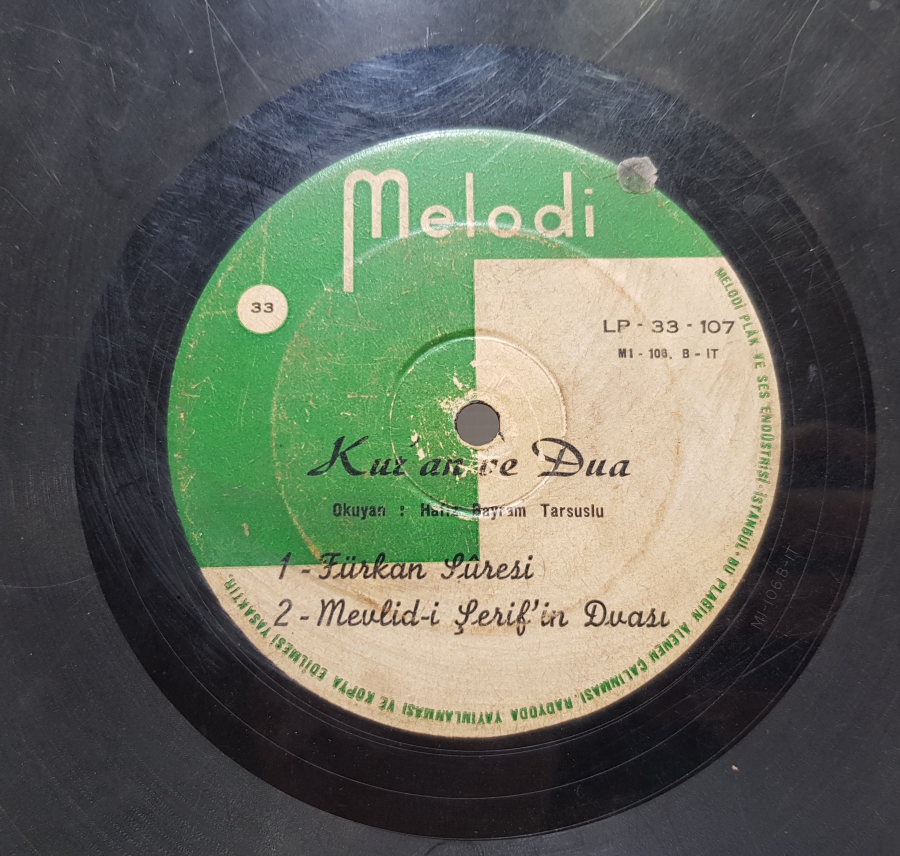 Melodi
33
LP - 33 - 107
M1 - 106. B - IT
Kur'an ve Dua
Okuyan : Hafız Bayram Tarsuslu
1 - Fürkan Sûresi
2 - Mevlid-i Şerif'in Duası
MELODİ PLÂK VE SES ENDÜSTRİSİ - İSTANBUL • BU PLAĞIN ALENEN ÇALINMASI, RADYODA YAYINLANMASI VE KOPYA EDİLMESİ YASAKTIR.
M1-106.B-IT